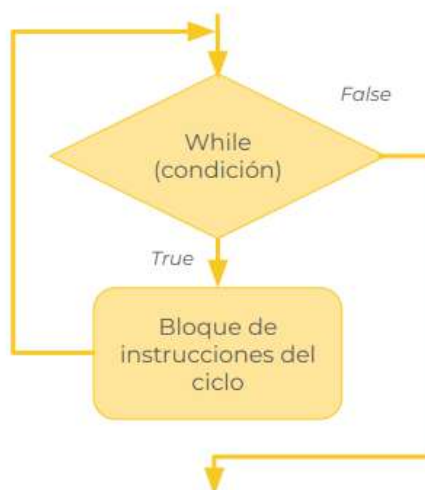 False
While
(condición)
True
Bloque de
instrucciones del
ciclo